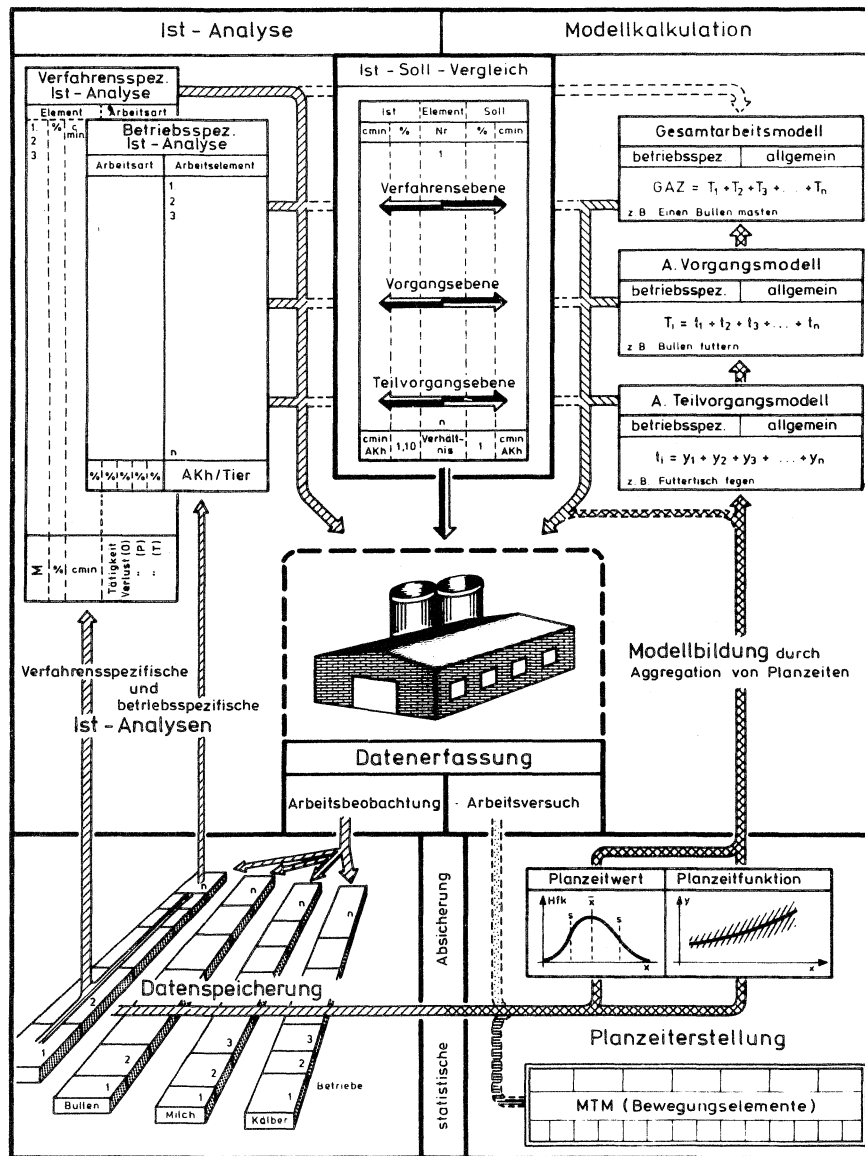 Ist - Analyse
Modellkalkulation
Verfahrensspez.
Ist - Analyse
Element Arbeitsart
1. % c min
2
3
M % cmin Tätigkeit Verlust (O) " (P) " (T)
Betriebsspez.
Ist - Analyse
Arbeitsart Arbeitselement
1
2
3
n
% % % % % AKh/Tier
Ist - Soll - Vergleich
Ist Element Soll
cmin % Nr % cmin
1
Verfahrensebene
Vorgangsebene
Teilvorgangsebene
n
cmin AKh 1,10 Verhält-nis 1 cmin AKh
Gesamtarbeitsmodell
betriebsspez. allgemein
GAZ = T₁ + T₂ + T₃ + . . . + Tₙ
z B Einen Bullen masten
A. Vorgangsmodell
betriebsspez. allgemein
Tᵢ = t₁ + t₂ + t₃ + . . . + tₙ
z B Bullen futtern
A. Teilvorgangsmodell
betriebsspez. allgemein
tᵢ = y₁ + y₂ + y₃ + . . . + yₙ
z. B. Futtertisch fegen
Verfahrensspezifische
und
betriebsspezifische
Ist - Analysen
Modellbildung durch
Aggregation von Planzeiten
Datenerfassung
Arbeitsbeobachtung
Arbeitsversuch
n n n n
Datenspeicherung
1 2
1 2
1 2 3
1 2 3
Bullen
Milch
Kälber
Betriebe
statistische Absicherung
Planzeitwert
Hfk
s x̄ s
x
Planzeitfunktion
y
x
Planzeiterstellung
MTM (Bewegungselemente)